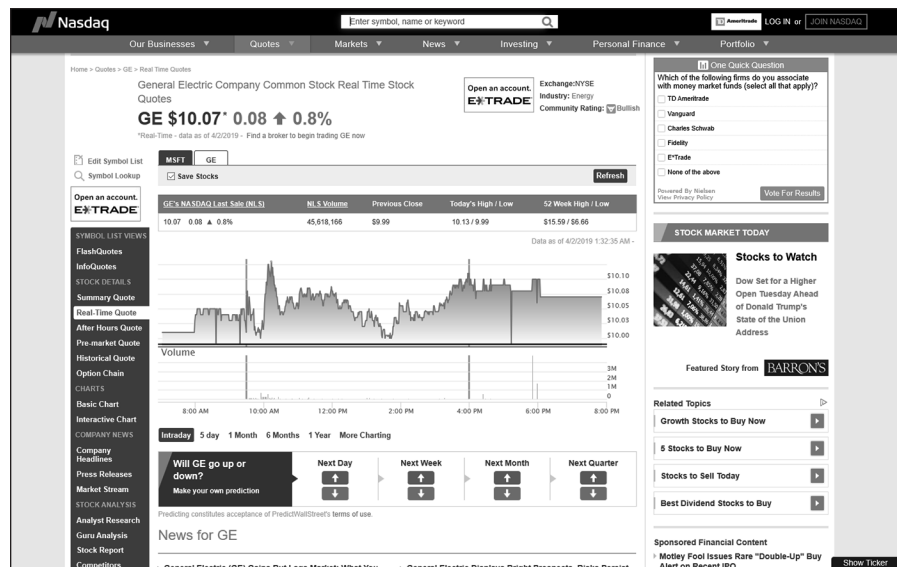 Nasdaq
Enter symbol, name or keyword
Ameritrade LOG IN or JOIN NASDAQ
Our Businesses ▼ Quotes ▼ Markets ▼ News ▼ Investing ▼ Personal Finance ▼ Portfolio ▼
Home > Quotes > GE > Real Time Quotes
General Electric Company Common Stock Real Time Stock
Quotes
GE $10.07* 0.08 ⬆ 0.8%
*Real-Time - data as of 4/2/2019 - Find a broker to begin trading GE now
Open an account.
E*TRADE
Exchange:NYSE
Industry: Energy
Community Rating: Bullish
Edit Symbol List
Symbol Lookup
Open an account.
E*TRADE
SYMBOL LIST VIEWS
FlashQuotes
InfoQuotes
STOCK DETAILS
Summary Quote
Real-Time Quote
After Hours Quote
Pre-market Quote
Historical Quote
Option Chain
CHARTS
Basic Chart
Interactive Chart
COMPANY NEWS
Company
Headlines
Press Releases
Market Stream
STOCK ANALYSIS
Analyst Research
Guru Analysis
Stock Report
Competitors
MSFT GE
Save Stocks Refresh
GE's NASDAQ Last Sale (NLS) NLS Volume Previous Close Today's High / Low 52 Week High / Low
10.07 0.08 ▲ 0.8% 45,618,166 $9.99 10.13 / 9.99 $15.59 / $6.66
Data as of 4/2/2019 1:32:35 AM -
$10.10
$10.08
$10.05
$10.03
$10.00
Volume
3M
2M
1M
0
8:00 AM 10:00 AM 12:00 PM 2:00 PM 4:00 PM 6:00 PM 8:00 PM
Intraday 5 day 1 Month 6 Months 1 Year More Charting
Will GE go up or
down?
Make your own prediction
Next Day Next Week Next Month Next Quarter
Predicting constitutes acceptance of PredictWallStreet's terms of use.
News for GE
General Electric (GE) Gains But Lags Market: What You
General Electric Displays Bright Prospects, Risks Persist
One Quick Question
Which of the following firms do you associate
with money market funds (select all that apply)?
TD Ameritrade
Vanguard
Charles Schwab
Fidelity
E*Trade
None of the above
Powered By Nielsen
View Privacy Policy
Vote For Results
STOCK MARKET TODAY
Stocks to Watch
Dow Set for a Higher
Open Tuesday Ahead
of Donald Trump's
State of the Union
Address
Featured Story from BARRON'S
Related Topics
Growth Stocks to Buy Now
5 Stocks to Buy Now
Stocks to Sell Today
Best Dividend Stocks to Buy
Sponsored Financial Content
Motley Fool Issues Rare "Double-Up" Buy
Alert on Recent IPO
Show Ticker